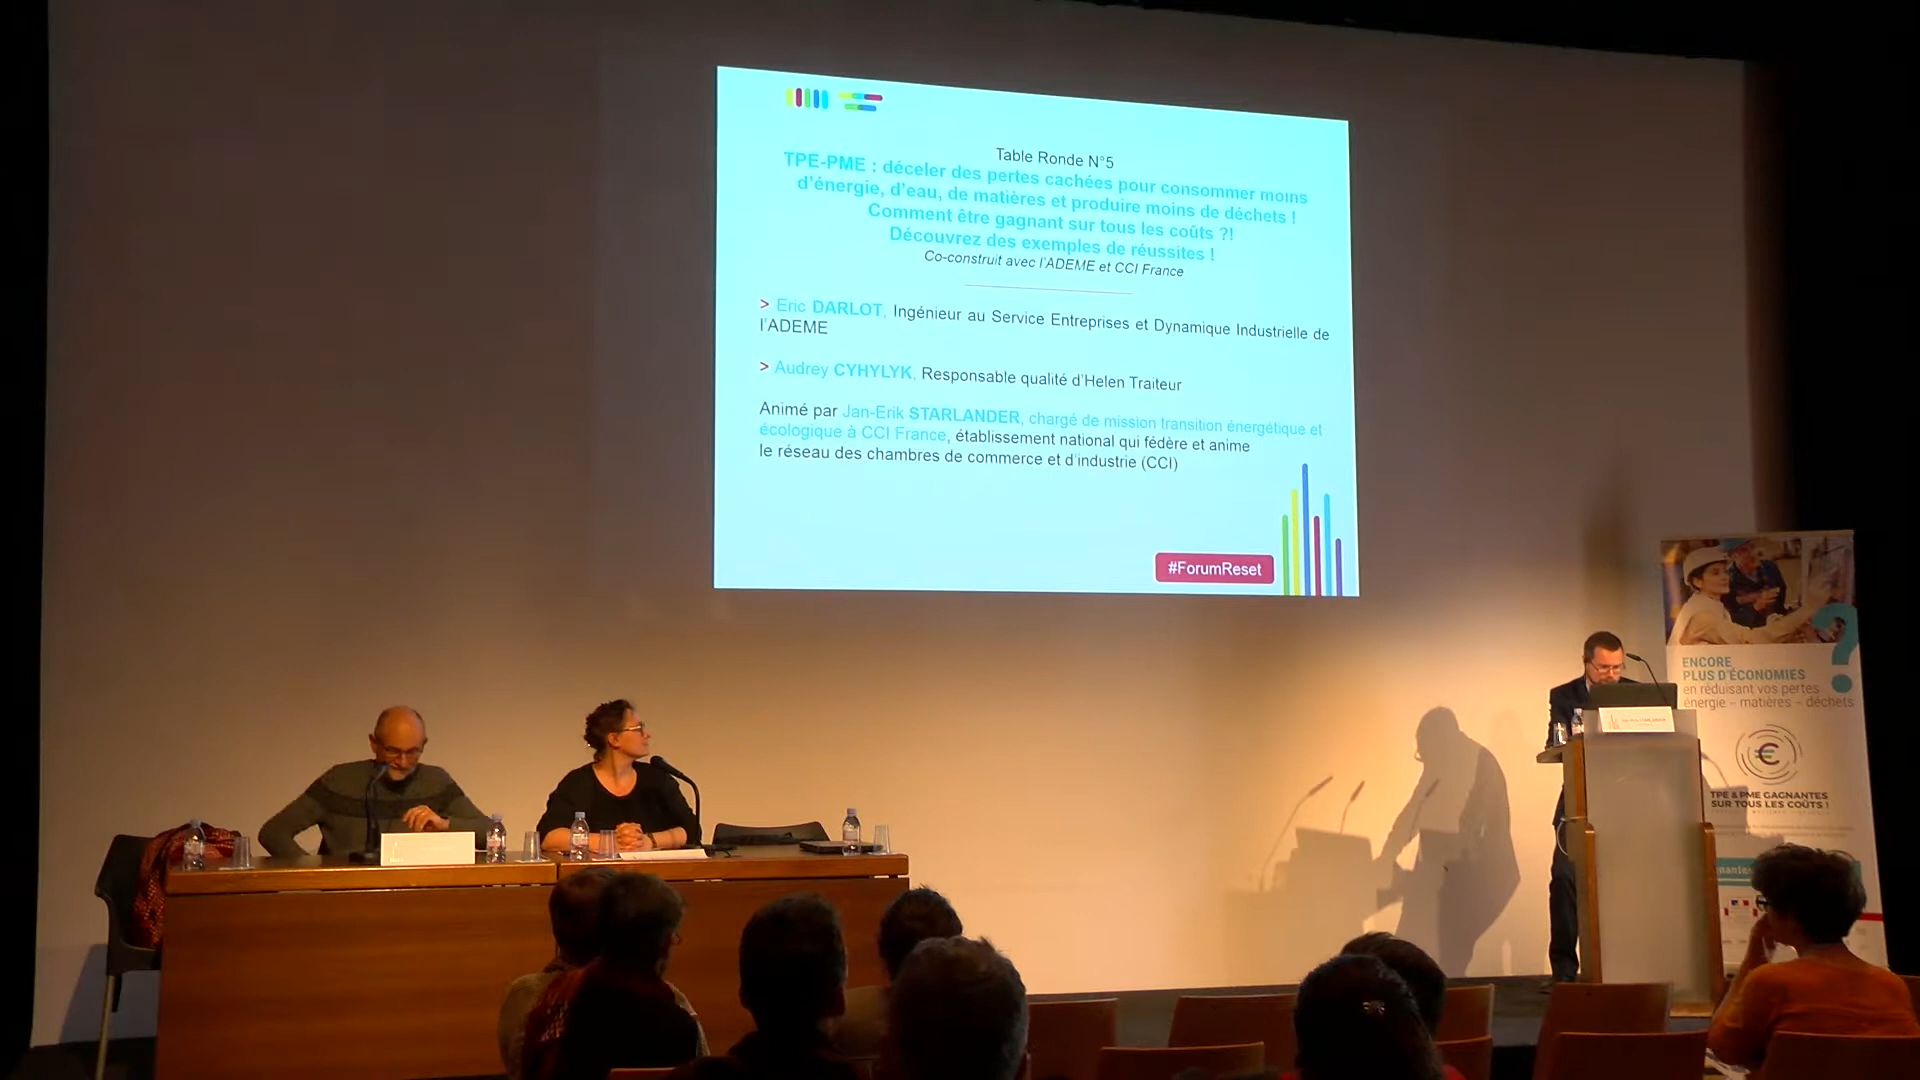 Table Ronde N°5
TPE-PME : déceler des pertes cachées pour consommer moins
d'énergie, d'eau, de matières et produire moins de déchets !
Comment être gagnant sur tous les coûts ?!
Découvrez des exemples de réussites !
Co-construit avec l'ADEME et CCI France
> Eric DARLOT, Ingénieur au Service Entreprises et Dynamique Industrielle de
l'ADEME
> Audrey CYHYLYK, Responsable qualité d'Helen Traiteur
Animé par Jan-Erik STARLANDER, chargé de mission transition énergétique et
écologique à CCI France, établissement national qui fédère et anime
le réseau des chambres de commerce et d'industrie (CCI)
#ForumReset
ENCORE
PLUS D'ÉCONOMIES ?
en réduisant vos pertes
énergie – matières – déchets
€
TPE & PME GAGNANTES
SUR TOUS LES COÛTS !